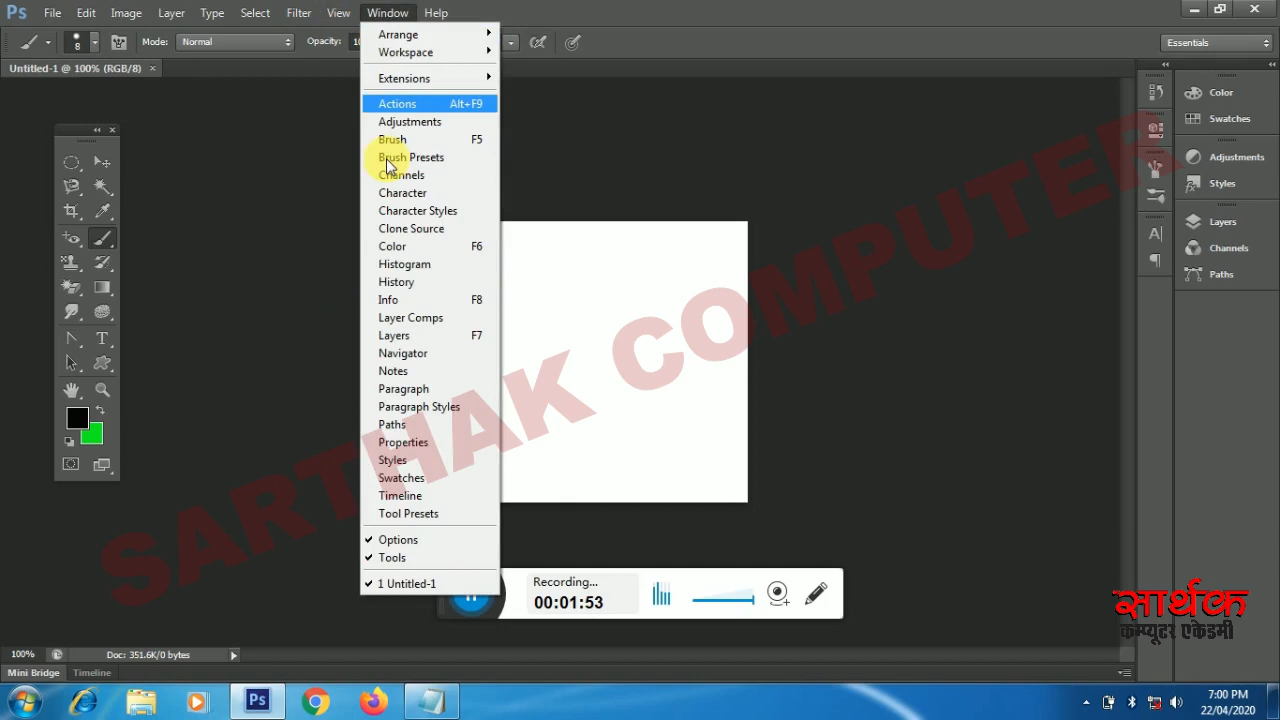 Ps File Edit Image Layer Type Select Filter View Window Help
8 Mode: Normal Opacity: Essentials
Untitled-1 @ 100% (RGB/8) ×
Arrange
Workspace
Extensions
Actions Alt+F9
Adjustments
Brush F5
Brush Presets
Channels
Character
Character Styles
Clone Source
Color F6
Histogram
History
Info F8
Layer Comps
Layers F7
Navigator
Notes
Paragraph
Paragraph Styles
Paths
Properties
Styles
Swatches
Timeline
Tool Presets
Options
Tools
1 Untitled-1
Color
Swatches
Adjustments
Styles
Layers
Channels
Paths
SARTHAK COMPUTER
Recording...
00:01:53
सार्थक
कम्प्यूटर एकेडमी
100% Doc: 351.6K/0 bytes
Mini Bridge Timeline
Ps
7:00 PM
22/04/2020